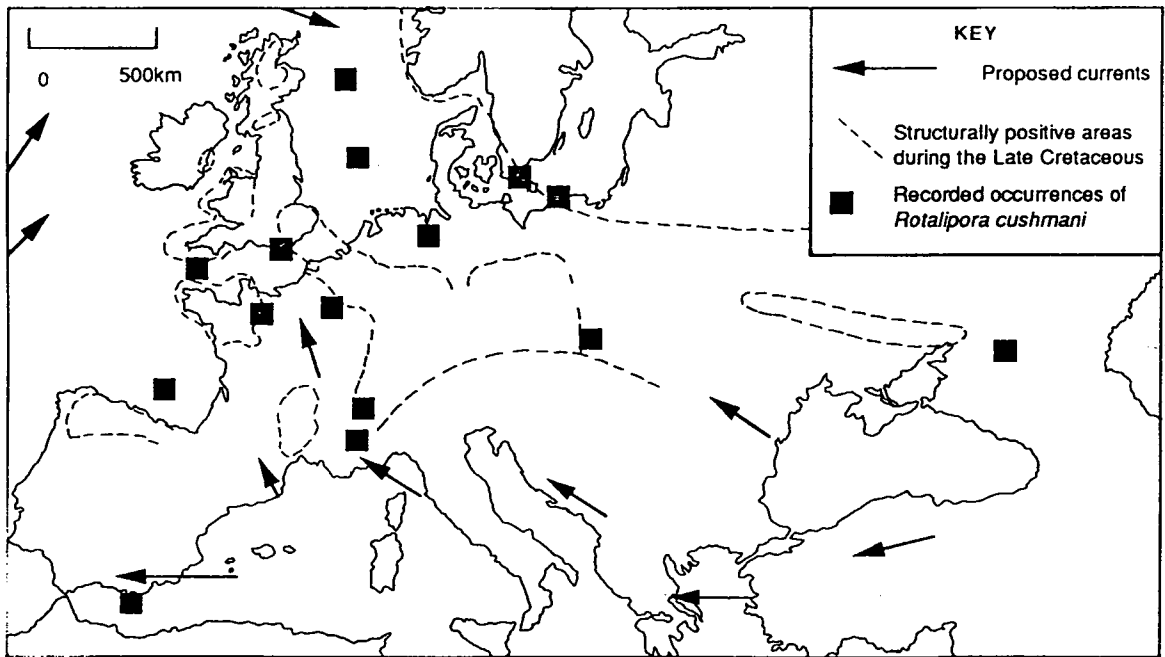 0 500km
KEY
Proposed currents
Structurally positive areas
during the Late Cretaceous
Recorded occurrences of
Rotalipora cushmani